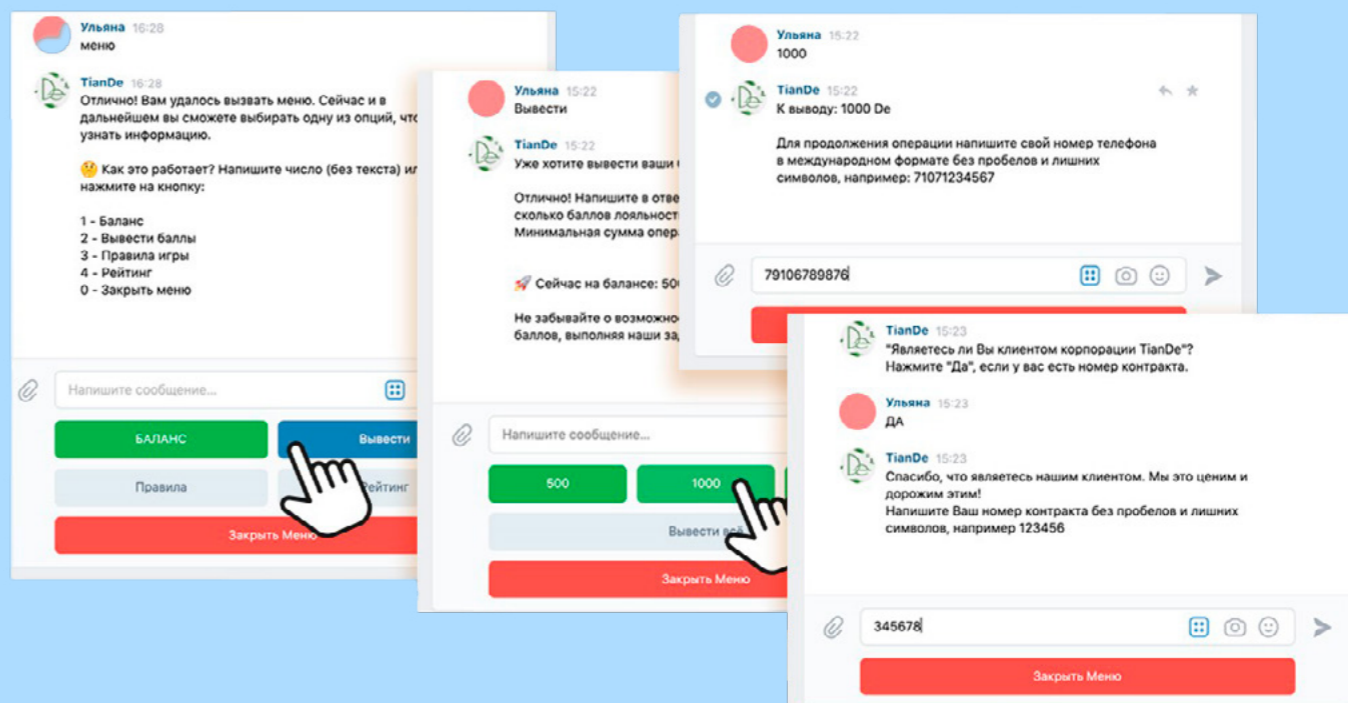 Ульяна 16:28
меню
TianDe 16:28
Отлично! Вам удалось вызвать меню. Сейчас и в
дальнейшем вы сможете выбирать одну из опций,
узнать информацию.
Как это работает? Напишите число (без текста)
нажмите на кнопку:
1 - Баланс
2 - Вывести баллы
3 - Правила игры
4 - Рейтинг
0 - Закрыть меню
Напишите сообщение...
БАЛАНС
Вывести
Правила
Рейтинг
Закрыть Меню
Ульяна 15:22
Вывести
TianDe 15:22
Уже хотите вывести ваши
Отлично! Напишите в
сколько баллов
Минимальная сумма
Сейчас на балансе:
Не забывайте о
баллов, выполняя наши
Напишите сообщение...
500
1000
Вывести всё
Закрыть Меню
Ульяна 15:22
1000
TianDe 15:22
К выводу: 1000 De
Для продолжения операции напишите свой номер телефона
в международном формате без пробелов и лишних
символов, например: 71071234567
79106789876
TianDe 15:23
"Являетесь ли Вы клиентом корпорации TianDe"?
Нажмите "Да", если у вас есть номер контракта.
Ульяна 15:23
ДА
TianDe 15:23
Спасибо, что являетесь нашим клиентом. Мы это ценим и
дорожим этим!
Напишите Ваш номер контракта без пробелов и лишних
символов, например 123456
345678
Закрыть Меню